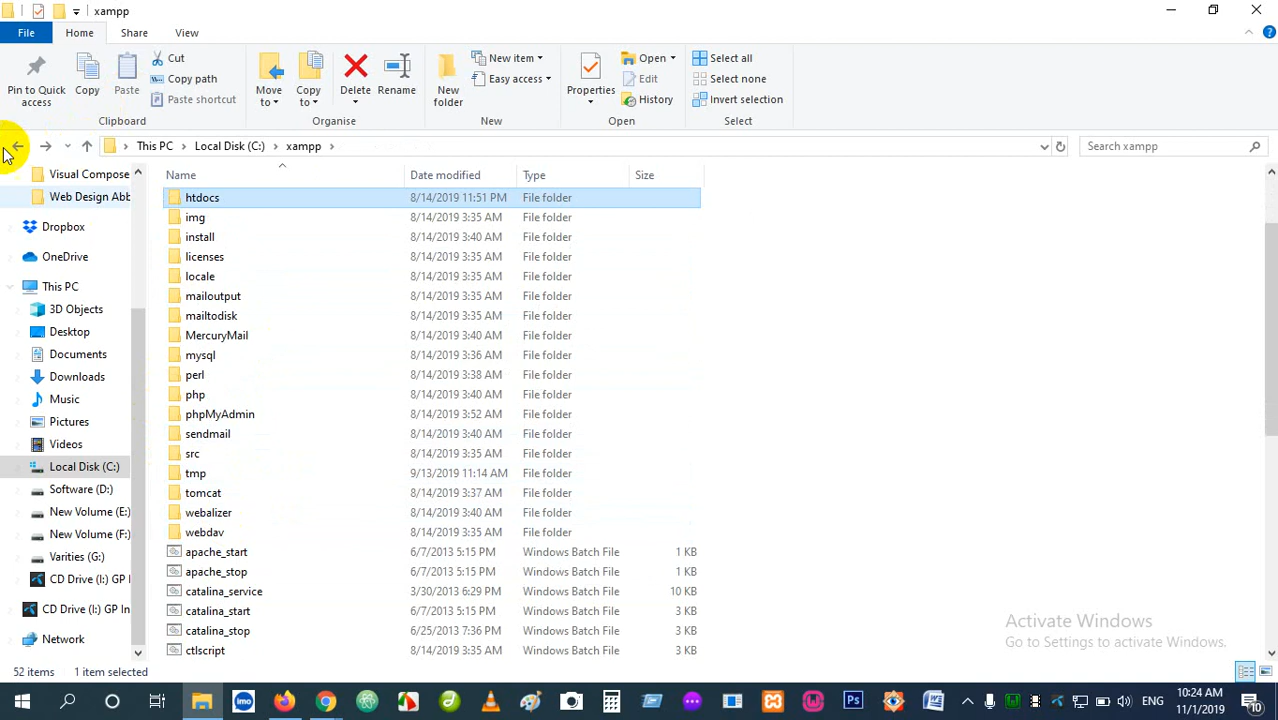 xampp
File Home Share View
Pin to Quick access
Copy
Paste
Cut
Copy path
Paste shortcut
Move to
Copy to
Delete
Rename
New folder
New item
Easy access
Properties
Open
Edit
History
Select all
Select none
Invert selection
Clipboard Organise New Open Select
This PC Local Disk (C:) xampp
Search xampp
Visual Compose
Web Design Abb
Dropbox
OneDrive
This PC
3D Objects
Desktop
Documents
Downloads
Music
Pictures
Videos
Local Disk (C:)
Software (D:)
New Volume (E:)
New Volume (F:)
Varities (G:)
CD Drive (I:) GP In
CD Drive (I:) GP In
Network
Name Date modified Type Size
htdocs 8/14/2019 11:51 PM File folder
img 8/14/2019 3:35 AM File folder
install 8/14/2019 3:40 AM File folder
licenses 8/14/2019 3:35 AM File folder
locale 8/14/2019 3:35 AM File folder
mailoutput 8/14/2019 3:35 AM File folder
mailtodisk 8/14/2019 3:35 AM File folder
MercuryMail 8/14/2019 3:40 AM File folder
mysql 8/14/2019 3:36 AM File folder
perl 8/14/2019 3:38 AM File folder
php 8/14/2019 3:40 AM File folder
phpMyAdmin 8/14/2019 3:52 AM File folder
sendmail 8/14/2019 3:40 AM File folder
src 8/14/2019 3:35 AM File folder
tmp 9/13/2019 11:14 AM File folder
tomcat 8/14/2019 3:37 AM File folder
webalizer 8/14/2019 3:40 AM File folder
webdav 8/14/2019 3:35 AM File folder
apache_start 6/7/2013 5:15 PM Windows Batch File 1 KB
apache_stop 6/7/2013 5:15 PM Windows Batch File 1 KB
catalina_service 3/30/2013 6:29 PM Windows Batch File 10 KB
catalina_start 6/7/2013 5:15 PM Windows Batch File 3 KB
catalina_stop 6/25/2013 7:36 PM Windows Batch File 3 KB
ctlscript 8/14/2019 3:35 AM Windows Batch File 3 KB
Activate Windows
Go to Settings to activate Windows.
52 items 1 item selected
imo
Ps
ENG
10:24 AM
11/1/2019
10